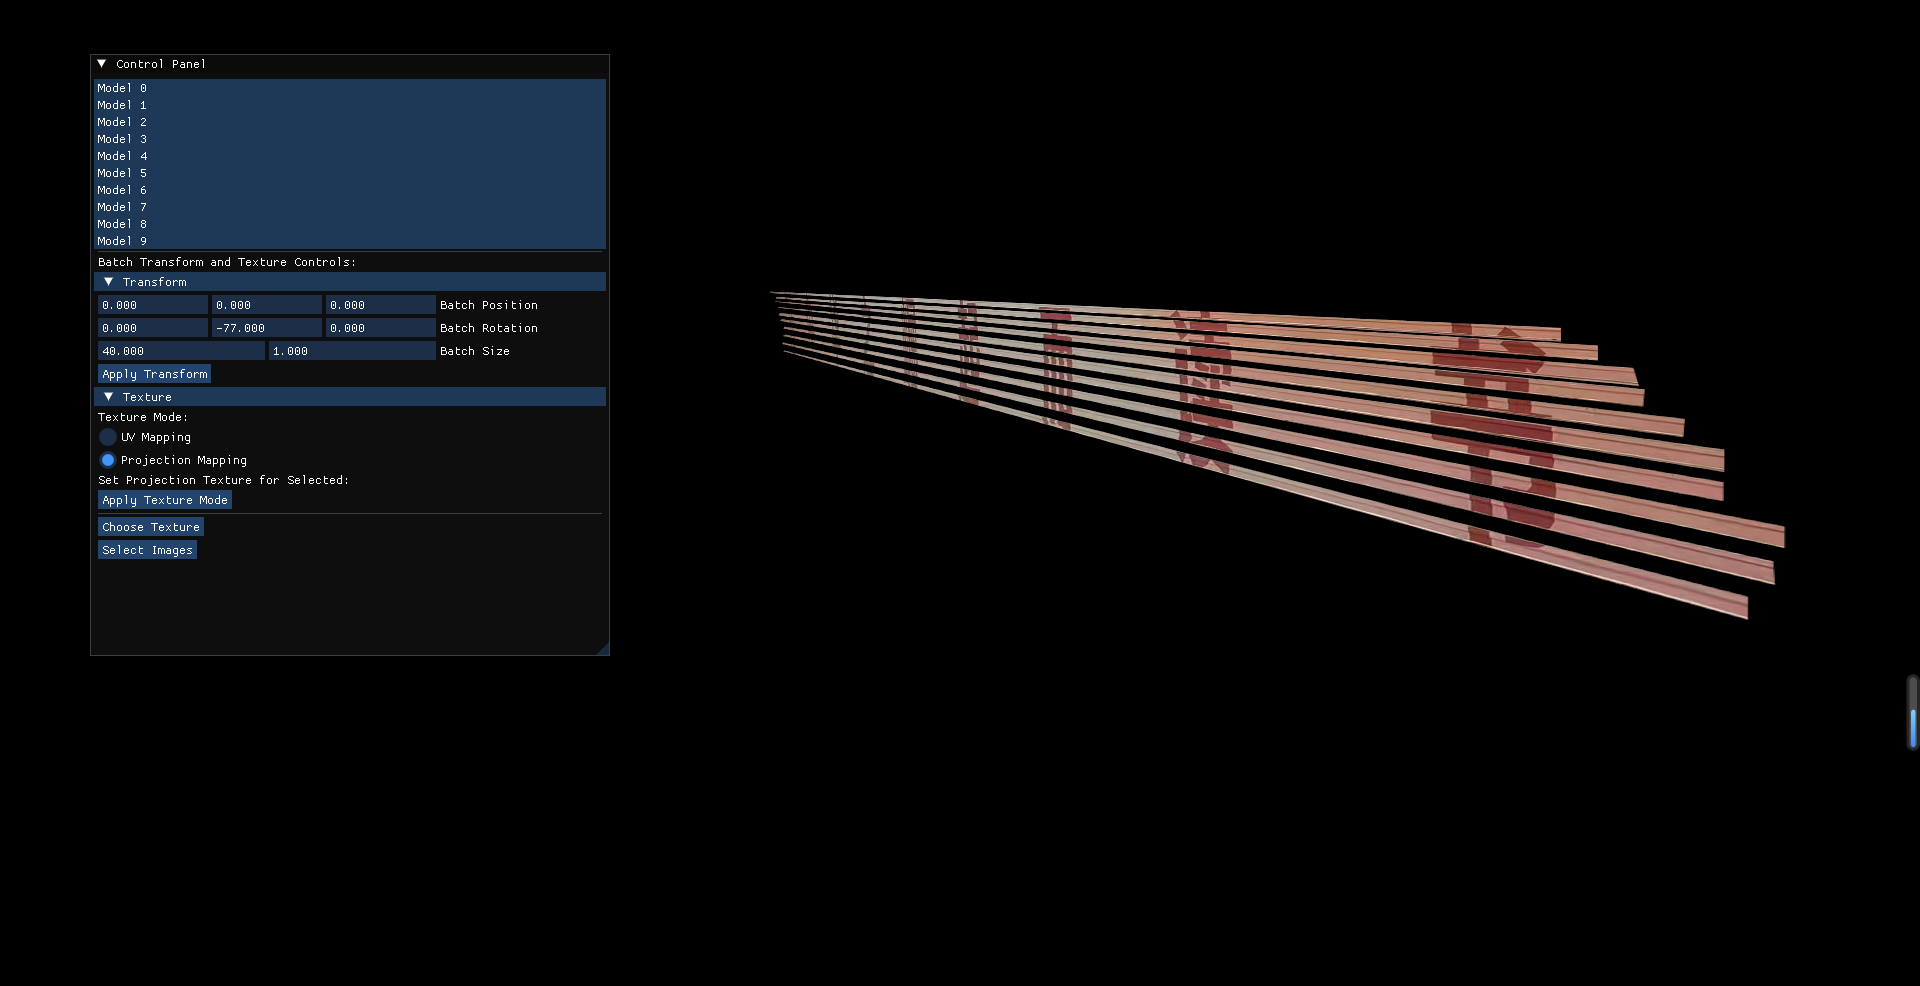 Control Panel
Model 0
Model 1
Model 2
Model 3
Model 4
Model 5
Model 6
Model 7
Model 8
Model 9
Batch Transform and Texture Controls:
Transform
0.000 0.000 0.000 Batch Position
0.000 -77.000 0.000 Batch Rotation
40.000 1.000 Batch Size
Apply Transform
Texture
Texture Mode:
UV Mapping
Projection Mapping
Set Projection Texture for Selected:
Apply Texture Mode
Choose Texture
Select Images